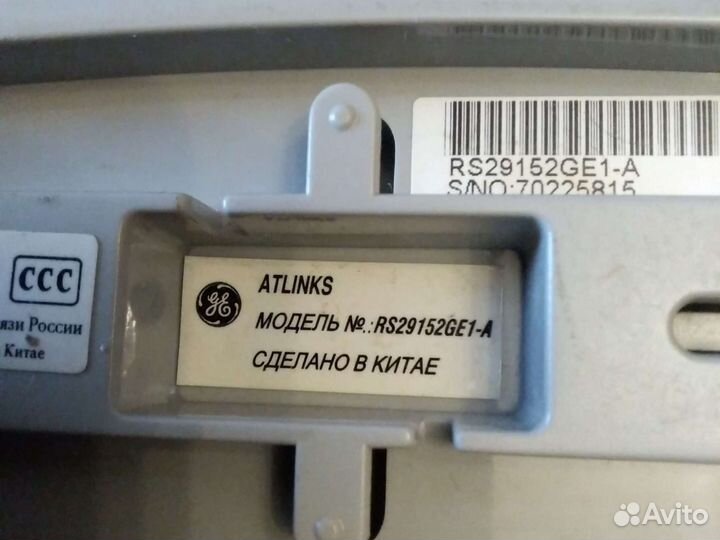 RS29152GE1-A
S/NO:70225815
CCC
язи России
Китае
GE
ATLINKS
МОДЕЛЬ №.:RS29152GE1-A
СДЕЛАНО В КИТАЕ
Avito